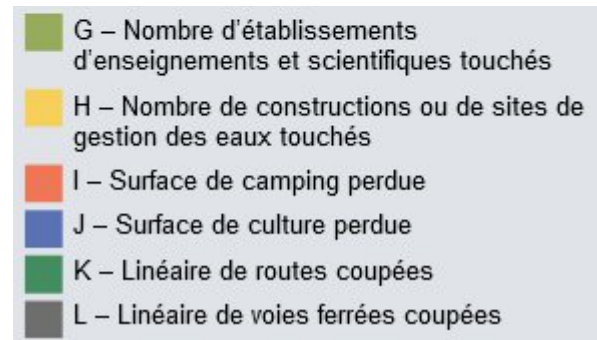 G – Nombre d'établissements
d'enseignements et scientifiques touchés
H – Nombre de constructions ou de sites de
gestion des eaux touchés
I – Surface de camping perdue
J – Surface de culture perdue
K – Linéaire de routes coupées
L – Linéaire de voies ferrées coupées